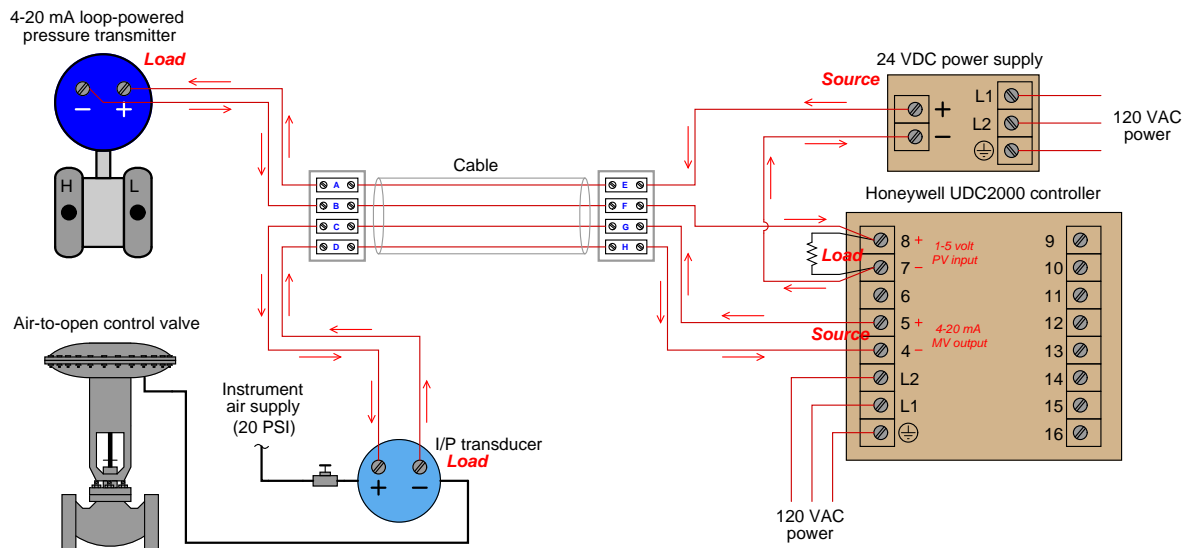 4-20 mA loop-powered
pressure transmitter
Load
− +
H L
Cable
A
B
C
D
E
F
G
H
24 VDC power supply
Source
+
−
L1
L2
120 VAC
power
Honeywell UDC2000 controller
8 + 1-5 volt
PV input
Load
7 −
6
Source
5 + 4-20 mA
MV output
4 −
L2
L1
9
10
11
12
13
14
15
16
120 VAC
power
Air-to-open control valve
Instrument
air supply
(20 PSI)
I/P transducer
Load
+ −